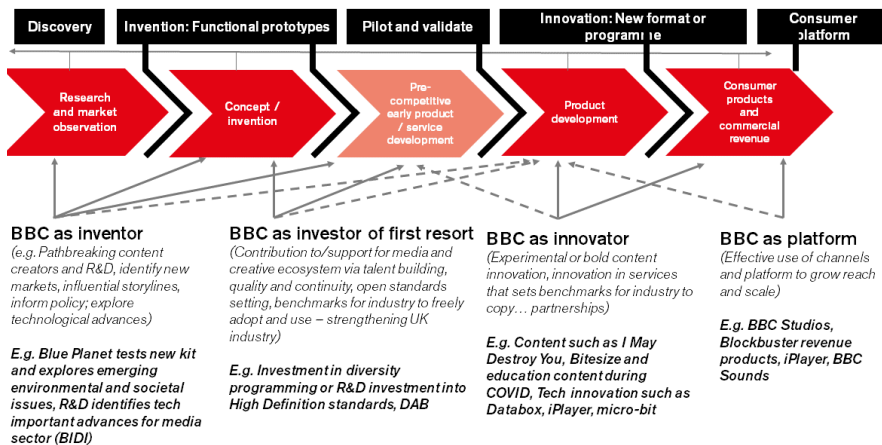 Discovery
Invention: Functional prototypes
Pilot and validate
Innovation: New format or
programme
Consumer
platform
Research
and market
observation
Concept /
invention
Pre-
competitive
early product
/ service
development
Product
development
Consumer
products
and
commercial
revenue
BBC as inventor
(e.g. Pathbreaking content
creators and R&D, identify new
markets, influential storylines,
inform policy; explore
technological advances)
E.g. Blue Planet tests new kit
and explores emerging
environmental and societal
issues, R&D identifies tech
important advances for media
sector (BIDI)
BBC as investor of first resort
(Contribution to/support for media and
creative ecosystem via talent building,
quality and continuity, open standards
setting, benchmarks for industry to freely
adopt and use – strengthening UK
industry)
E.g. Investment in diversity
programming or R&D investment into
High Definition standards, DAB
BBC as innovator
(Experimental or bold content
innovation, innovation in services
that sets benchmarks for industry to
copy… partnerships)
E.g. Content such as I May
Destroy You, Bitesize and
education content during
COVID, Tech innovation such as
Databox, iPlayer, micro-bit
BBC as platform
(Effective use of channels
and platform to grow reach
and scale)
E.g. BBC Studios,
Blockbuster revenue
products, iPlayer, BBC
Sounds